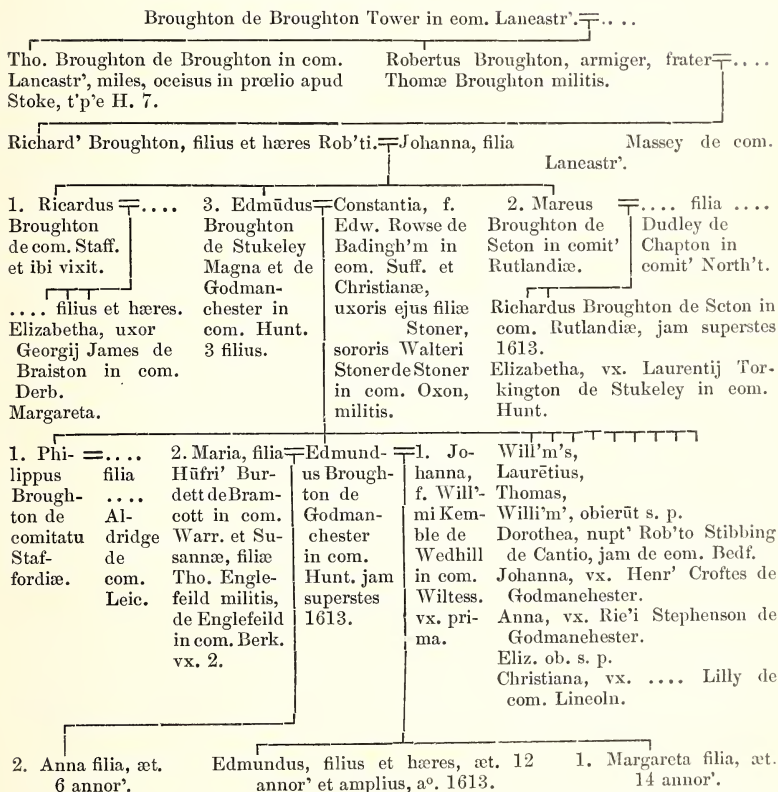 Broughton de Broughton Tower in com. Lancastr'. = ....
Tho. Broughton de Broughton in com.
Lancastr', miles, occisus in prœlio apud
Stoke, t'p'e H. 7.
Robertus Broughton, armiger, frater = ....
Thomæ Broughton militis.
Richard' Broughton, filius et hæres Rob'ti. = Johanna, filia Massey de com.
Lancastr'.
1. Ricardus = ....
Broughton
de com. Staff.
et ibi vixit.
.... filius et hæres.
Elizabetha, uxor
Georgij James de
Braiston in com.
Derb.
Margareta.
3. Edmūdus =
Broughton
de Stukeley
Magna et de
Godman-
chester in
com. Hunt.
3 filius.
Constantia, f.
Edw. Rowse de
Badingh'm in
com. Suff. et
Christianæ,
uxoris ejus filiæ
Stoner,
sororis Walteri
Stoner de Stoner
in com. Oxon,
militis.
2. Marcus = .... filia ....
Broughton de
Seton in comit'
Rutlandiæ.
Dudley de
Chapton in
comit' North't.
Richardus Broughton de Seton in
com. Rutlandiæ, jam superstes
1613.
Elizabetha, vx. Laurentij Tor-
kington de Stukeley in com.
Hunt.
1. Phi- = ....
lippus
Brough-
ton de
comitatu
Staf-
fordiæ.
filia
....
Al-
dridge
de
com.
Leic.
2. Maria, filia =
Hūfri' Bur-
dett de Bram-
cott in com.
Warr. et Su-
sannæ, filiæ
Tho. Engle-
feild militis,
de Englefeild
in com. Berk.
vx. 2.
Edmund- =
us Brough-
ton de
Godman-
chester
in com.
Hunt. jam
superstes
1613.
1. Jo-
hanna,
f. Will'-
mi Kem-
ble de
Wedhill
in com.
Wiltess.
vx. pri-
ma.
Will'm's,
Laurētius,
Thomas,
Willi'm', obierūt s. p.
Dorothea, nupt' Rob'to Stibbing
de Cantio, jam de com. Bedf.
Johanna, vx. Henr' Croftes de
Godmanchester.
Anna, vx. Ric'i Stephenson de
Godmanchester.
Eliz. ob. s. p.
Christiana, vx. .... Lilly de
com. Lincoln.
2. Anna filia, æt.
6 annor'.
Edmundus, filius et hæres, æt. 12
annor' et amplius, aº. 1613.
1. Margareta filia, æt.
14 annor'.